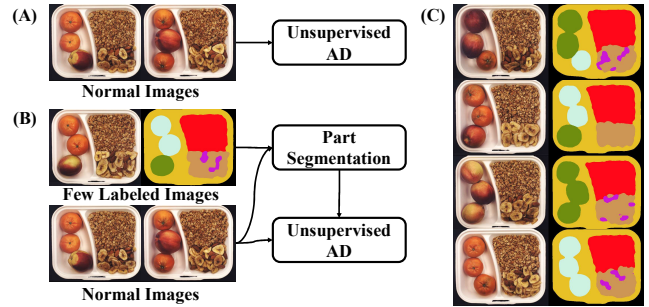 (A)
Unsupervised
AD
Normal Images
(B)
Part
Segmentation
Few Labeled Images
Unsupervised
AD
Normal Images
(C)